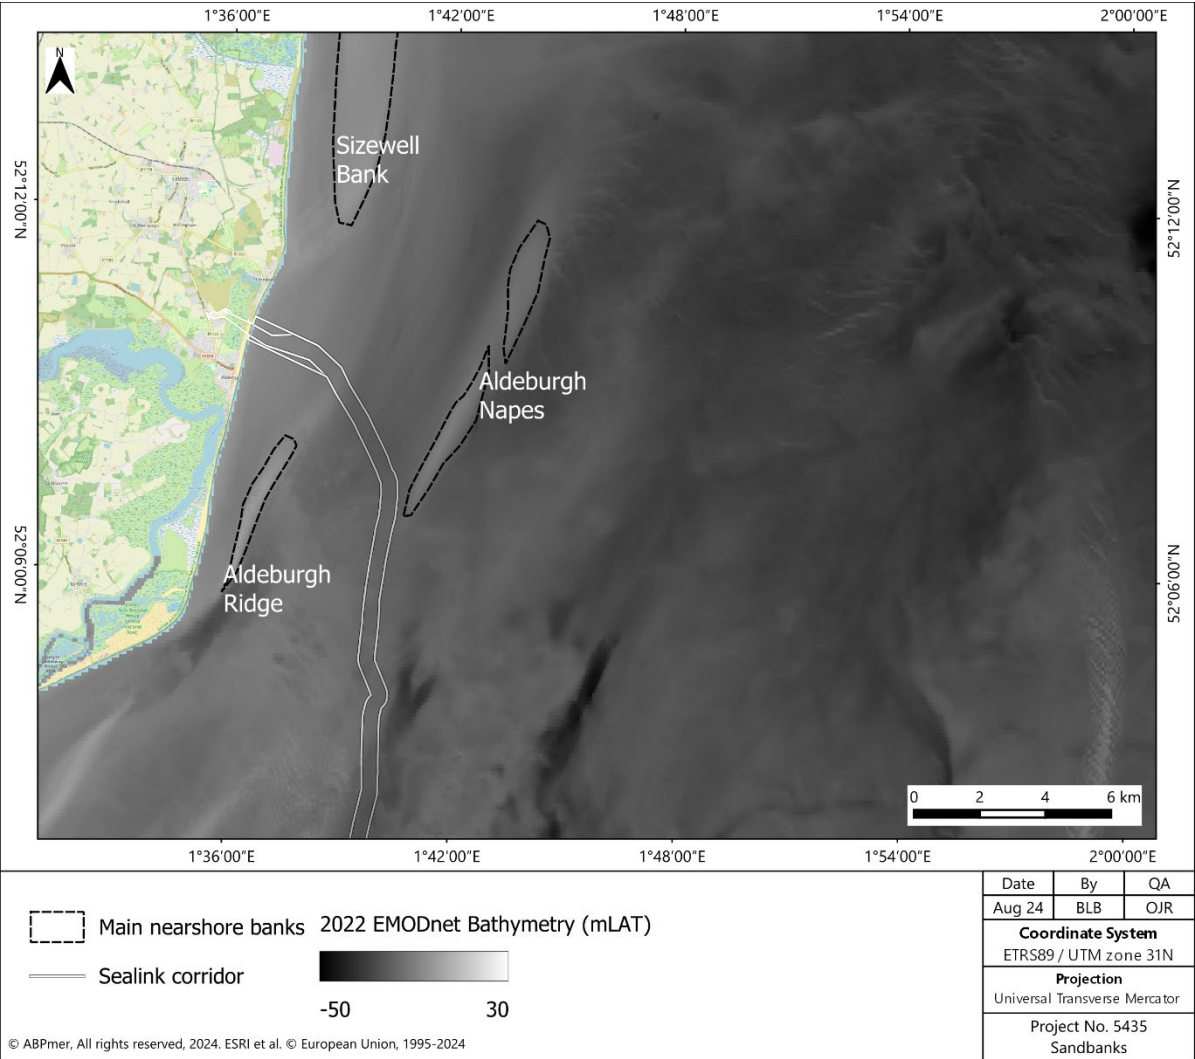 1°36'00"E 1°42'00"E 1°48'00"E 1°54'00"E 2°00'00"E
N
Sizewell
Bank
52°12'00"N
52°12'00"N
Aldeburgh
Napes
52°06'00"N
52°06'00"N
Aldeburgh
Ridge
0 2 4 6 km
1°36'00"E 1°42'00"E 1°48'00"E 1°54'00"E 2°00'00"E
Main nearshore banks
Sealink corridor
2022 EMODnet Bathymetry (mLAT)
-50 30
© ABPmer, All rights reserved, 2024. ESRI et al. © European Union, 1995-2024
Date By QA
Aug 24 BLB OJR
Coordinate System
ETRS89 / UTM zone 31N
Projection
Universal Transverse Mercator
Project No. 5435
Sandbanks